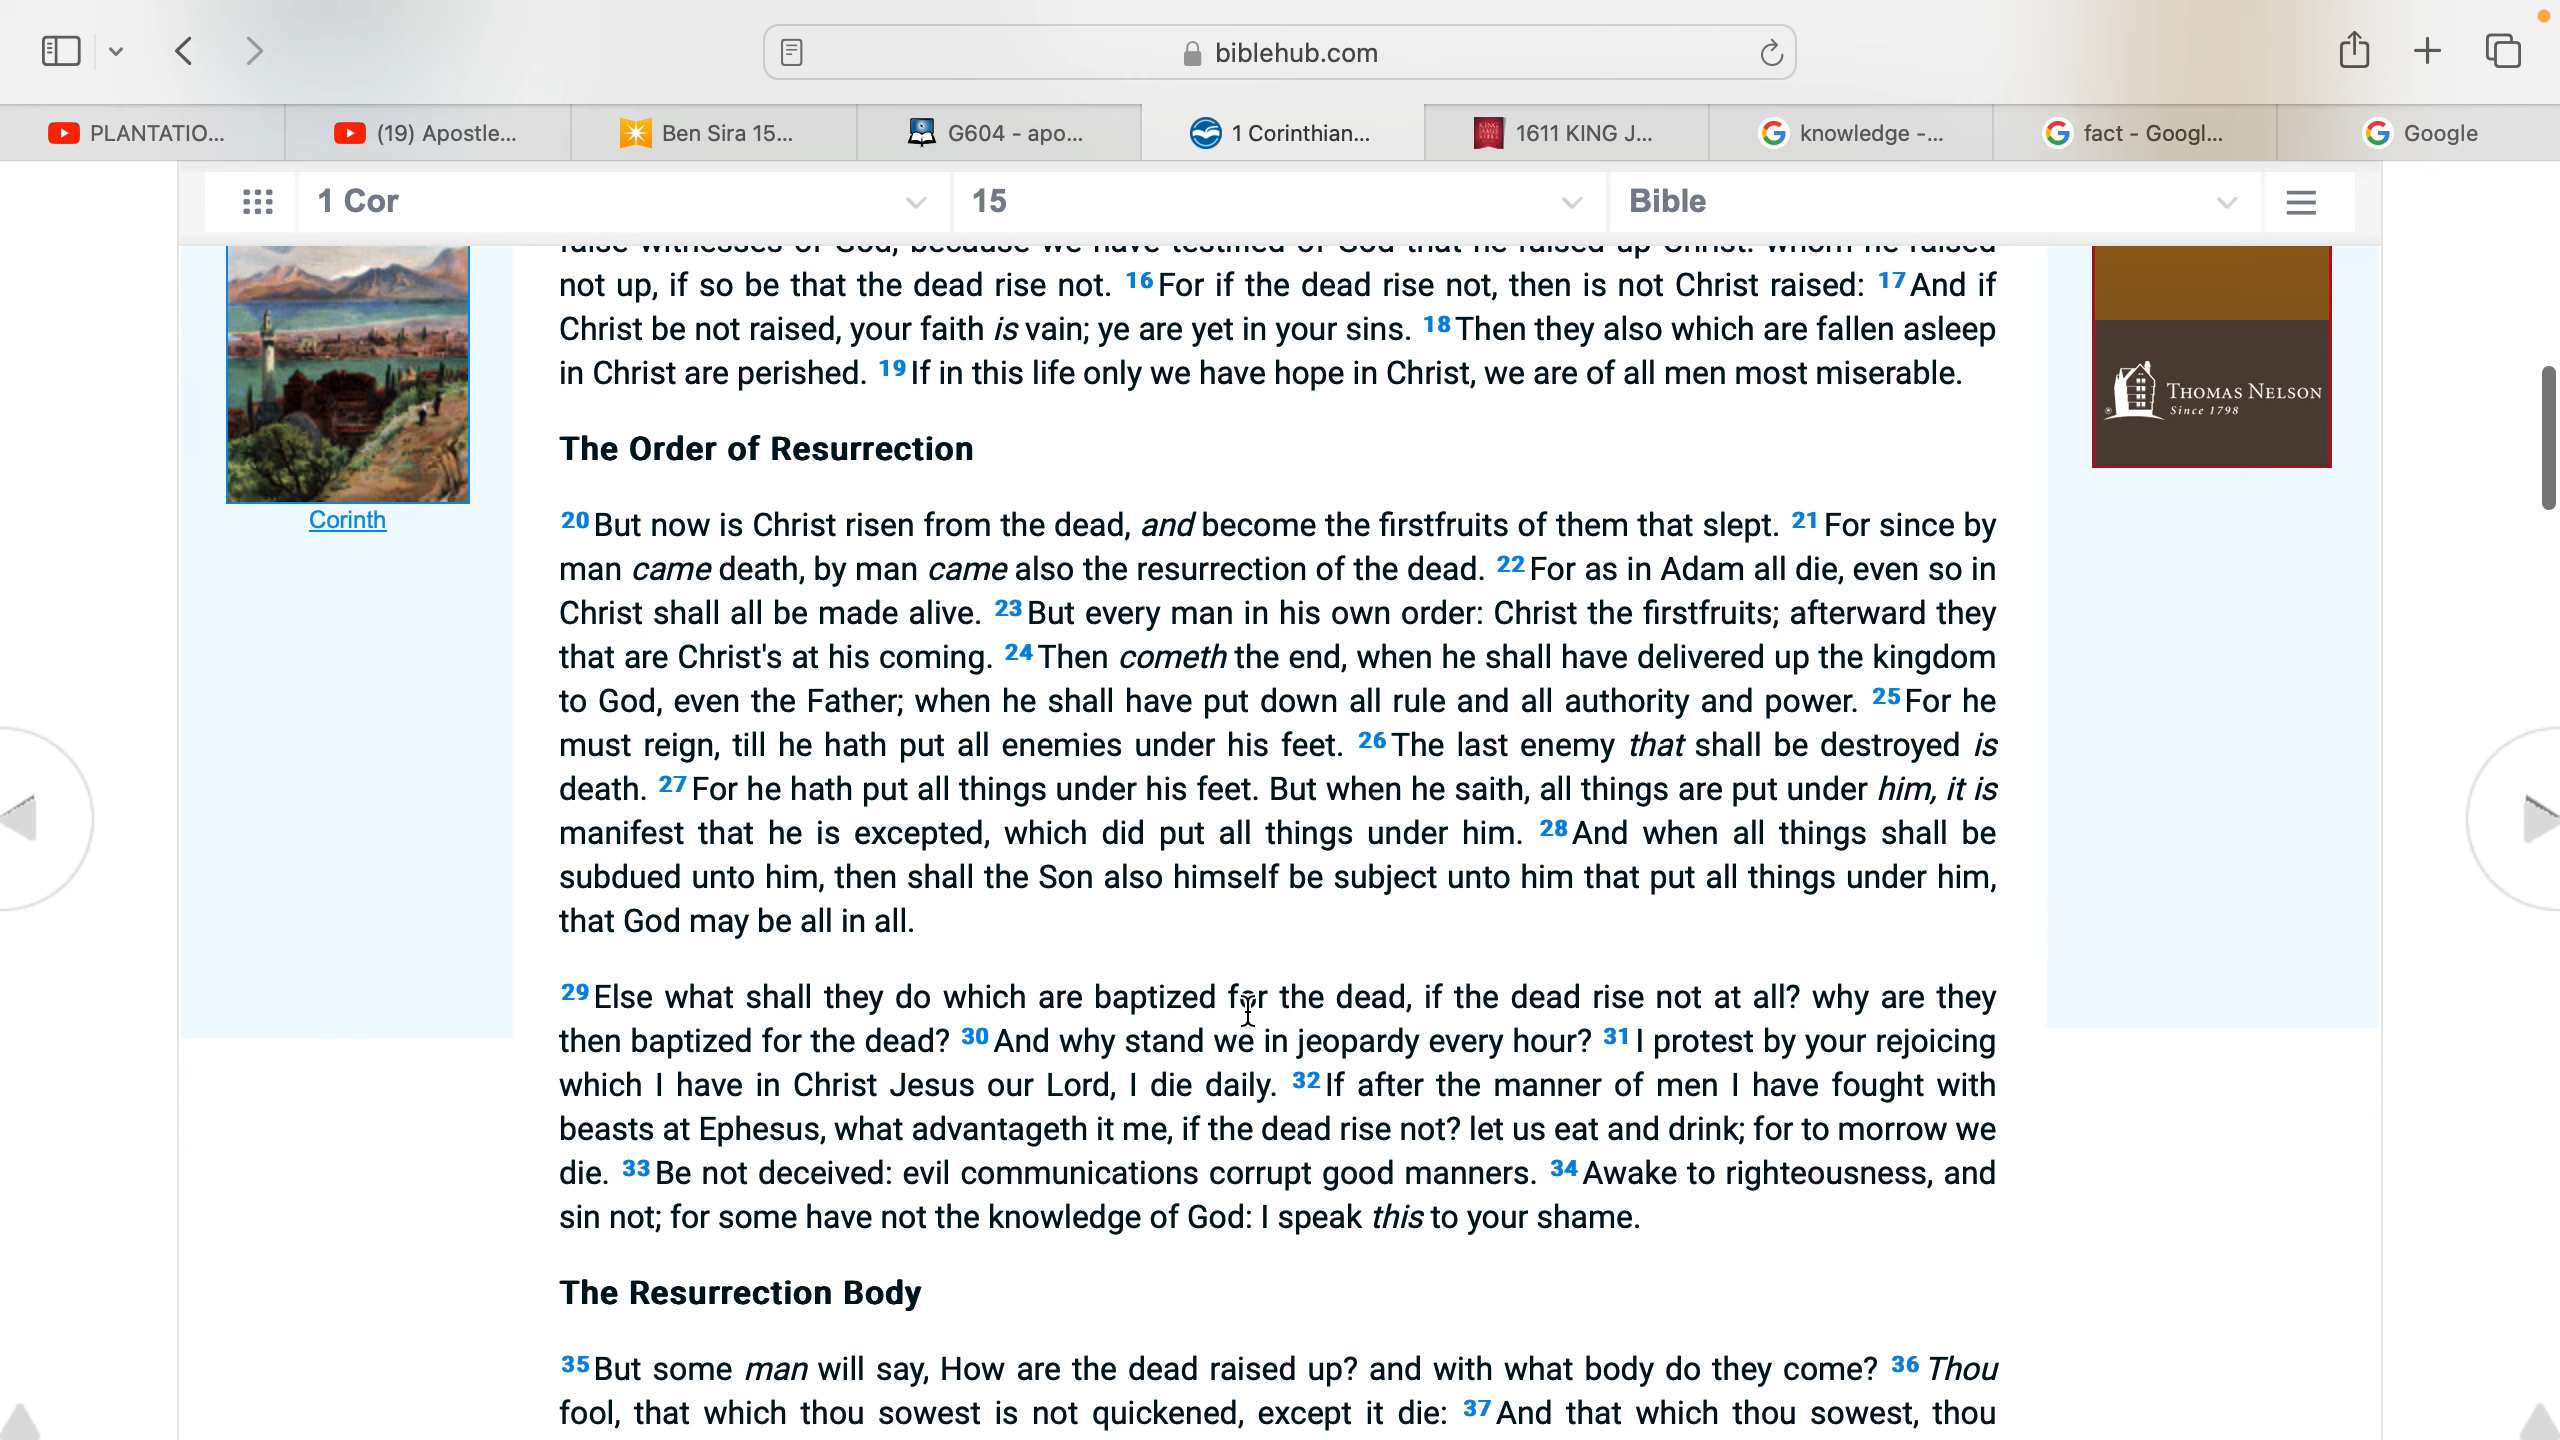 biblehub.com
PLANTATIO...
(19) Apostle...
Ben Sira 15...
G604 - apo...
1 Corinthian...
1611 KING J...
knowledge -...
fact - Googl...
Google
1 Cor
15
Bible
false witnesses of God; because we have testified of God that he raised up Christ: whom he raised
not up, if so be that the dead rise not. 16 For if the dead rise not, then is not Christ raised: 17 And if
Christ be not raised, your faith is vain; ye are yet in your sins. 18 Then they also which are fallen asleep
in Christ are perished. 19 If in this life only we have hope in Christ, we are of all men most miserable.
THOMAS NELSON
Since 1798
Corinth
The Order of Resurrection
20 But now is Christ risen from the dead, and become the firstfruits of them that slept. 21 For since by
man came death, by man came also the resurrection of the dead. 22 For as in Adam all die, even so in
Christ shall all be made alive. 23 But every man in his own order: Christ the firstfruits; afterward they
that are Christ's at his coming. 24 Then cometh the end, when he shall have delivered up the kingdom
to God, even the Father; when he shall have put down all rule and all authority and power. 25 For he
must reign, till he hath put all enemies under his feet. 26 The last enemy that shall be destroyed is
death. 27 For he hath put all things under his feet. But when he saith, all things are put under him, it is
manifest that he is excepted, which did put all things under him. 28 And when all things shall be
subdued unto him, then shall the Son also himself be subject unto him that put all things under him,
that God may be all in all.
29 Else what shall they do which are baptized for the dead, if the dead rise not at all? why are they
then baptized for the dead? 30 And why stand we in jeopardy every hour? 31 I protest by your rejoicing
which I have in Christ Jesus our Lord, I die daily. 32 If after the manner of men I have fought with
beasts at Ephesus, what advantageth it me, if the dead rise not? let us eat and drink; for to morrow we
die. 33 Be not deceived: evil communications corrupt good manners. 34 Awake to righteousness, and
sin not; for some have not the knowledge of God: I speak this to your shame.
The Resurrection Body
35 But some man will say, How are the dead raised up? and with what body do they come? 36 Thou
fool, that which thou sowest is not quickened, except it die: 37 And that which thou sowest, thou